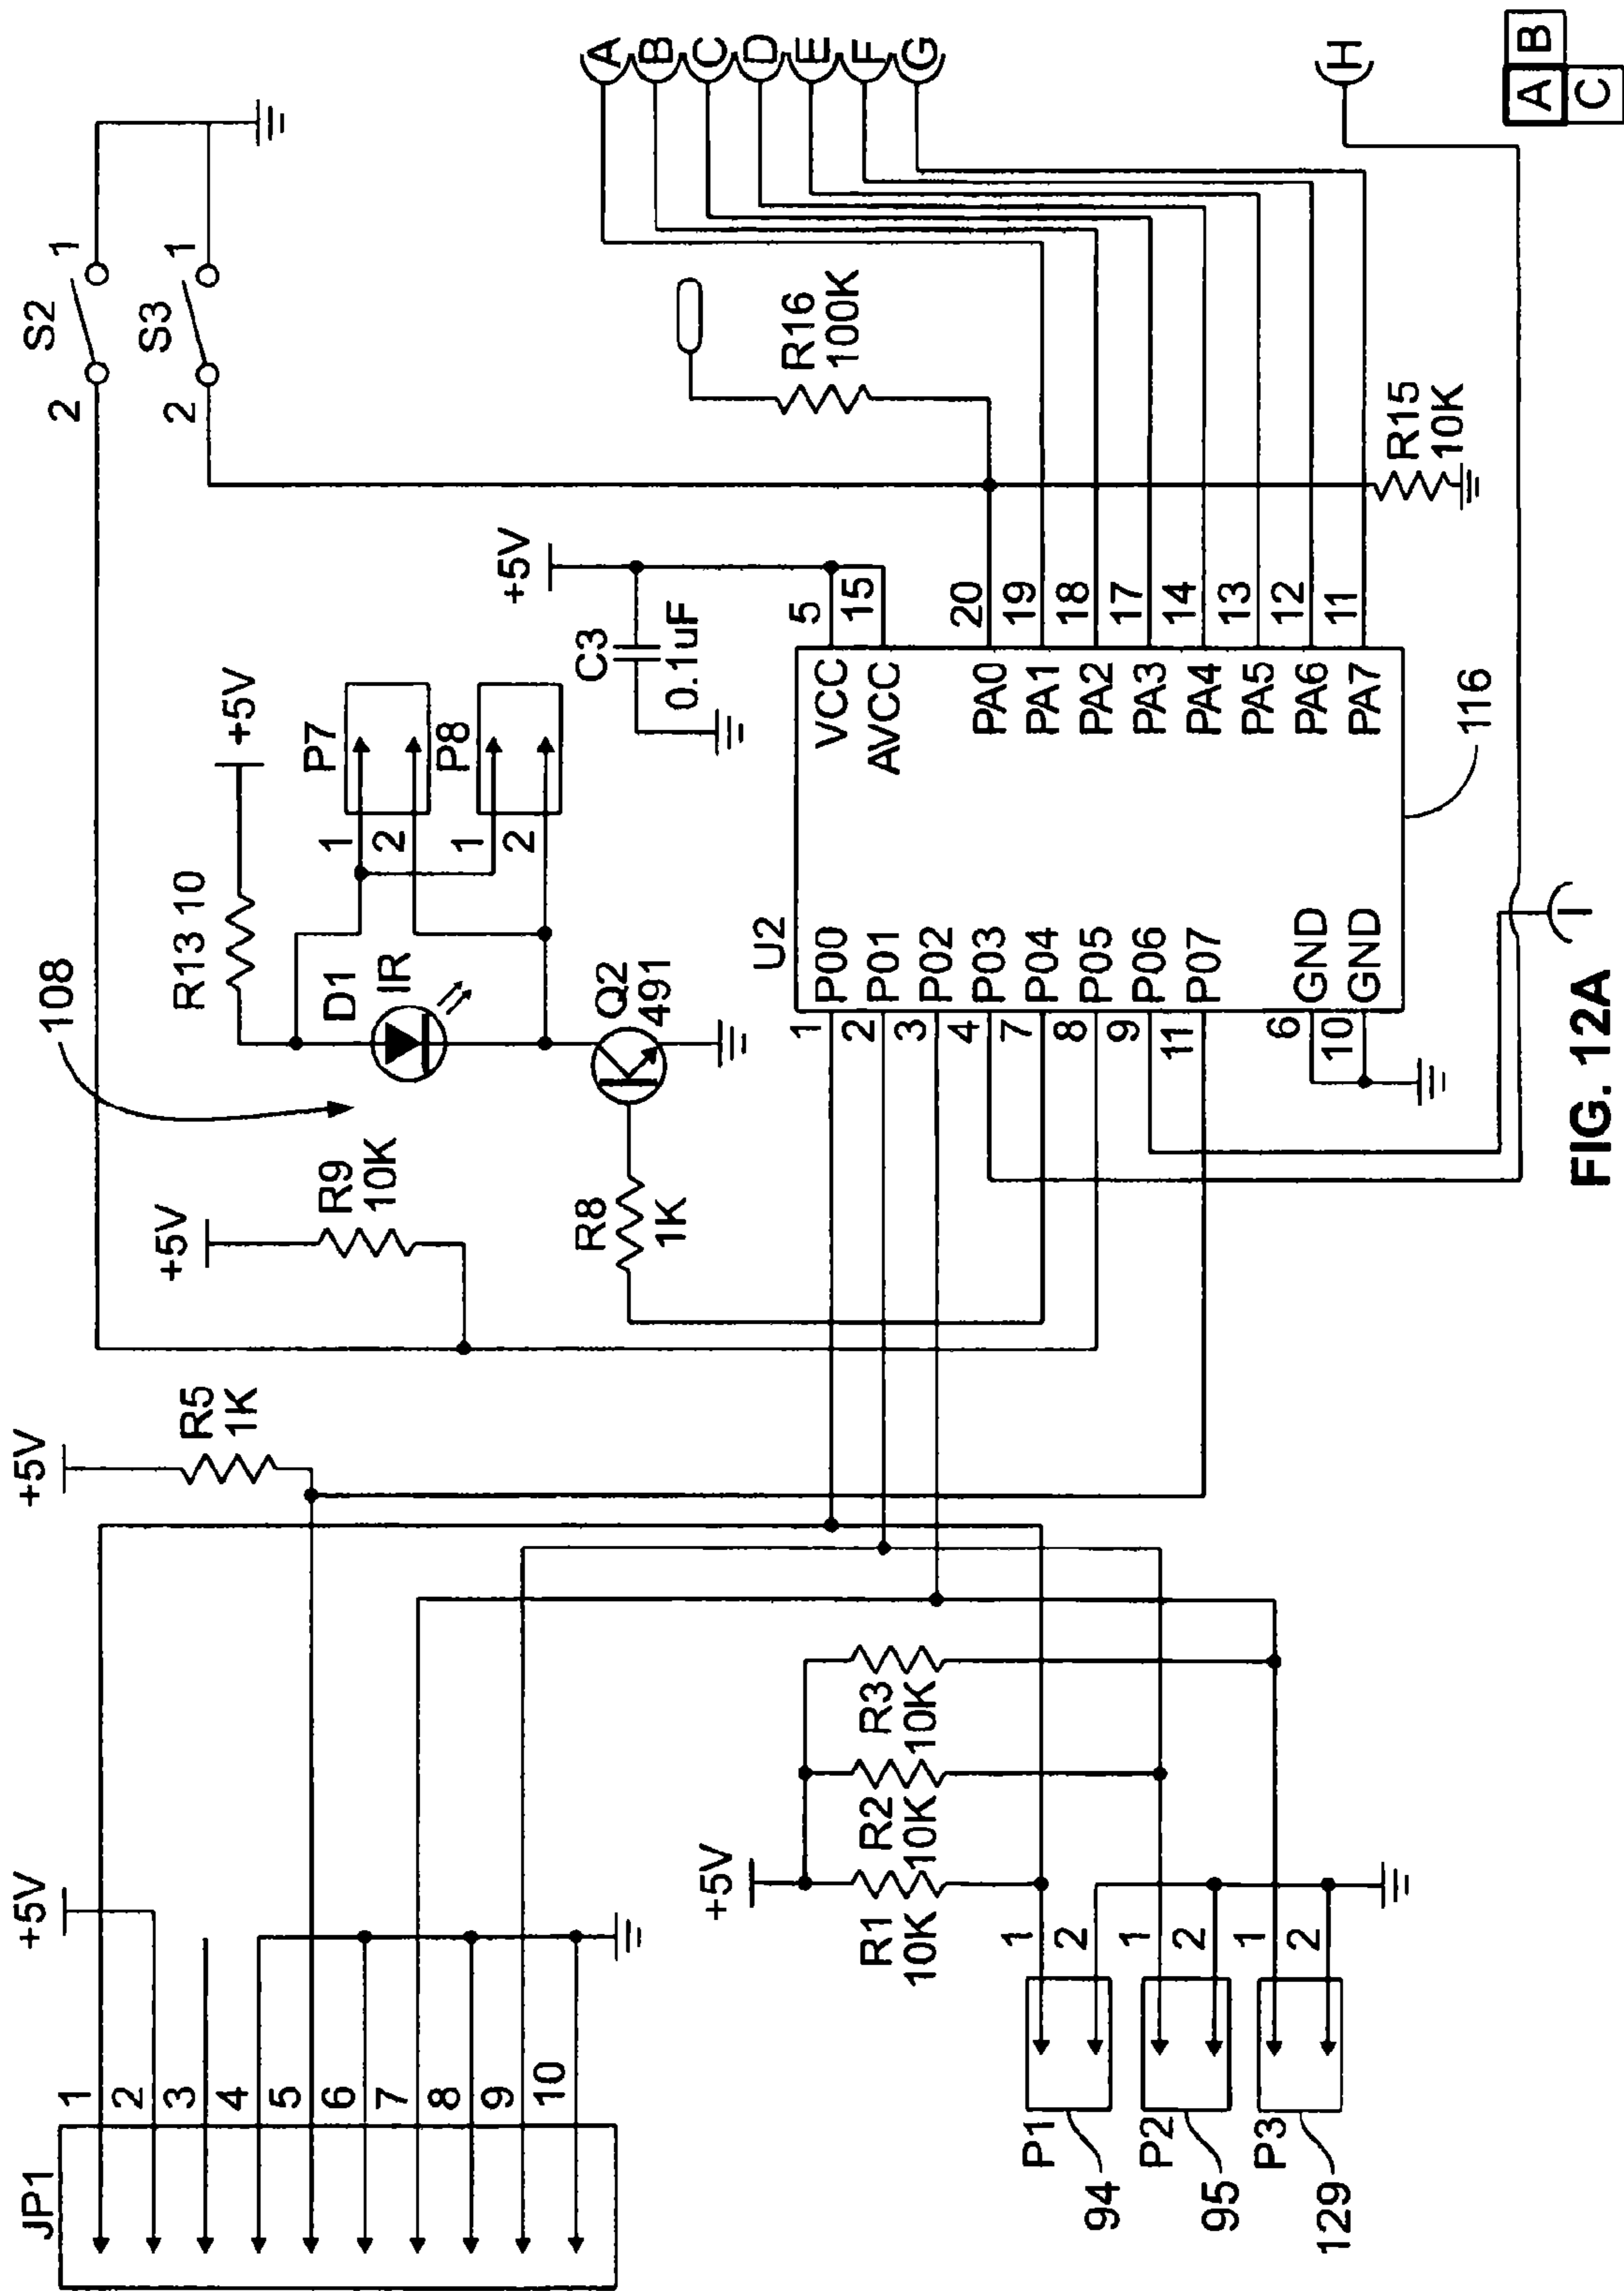 JP1
1
2
3
4
5
6
7
8
9
10
+5V
+5V
R5
1K
+5V
R9
10K
108
R13 10
+5V
D1
IR
P7
1
2
P8
1
2
Q2
491
R8
1K
S2
2
1
S3
2
1
+5V
C3
0.1uF
R16
100K
A
B
C
D
E
F
G
H
+5V
R1
10K
R2
10K
R3
10K
P1
1
2
94
P2
1
2
95
P3
1
2
129
U2
1 P00
2 P01
3 P02
4 P03
7 P04
8 P05
9 P06
11 P07
6 GND
10 GND
VCC 5
AVCC 15
PA0 20
PA1 19
PA2 18
PA3 17
PA4 14
PA5 13
PA6 12
PA7 11
116
R15
10K
I
A B
C
FIG. 12A